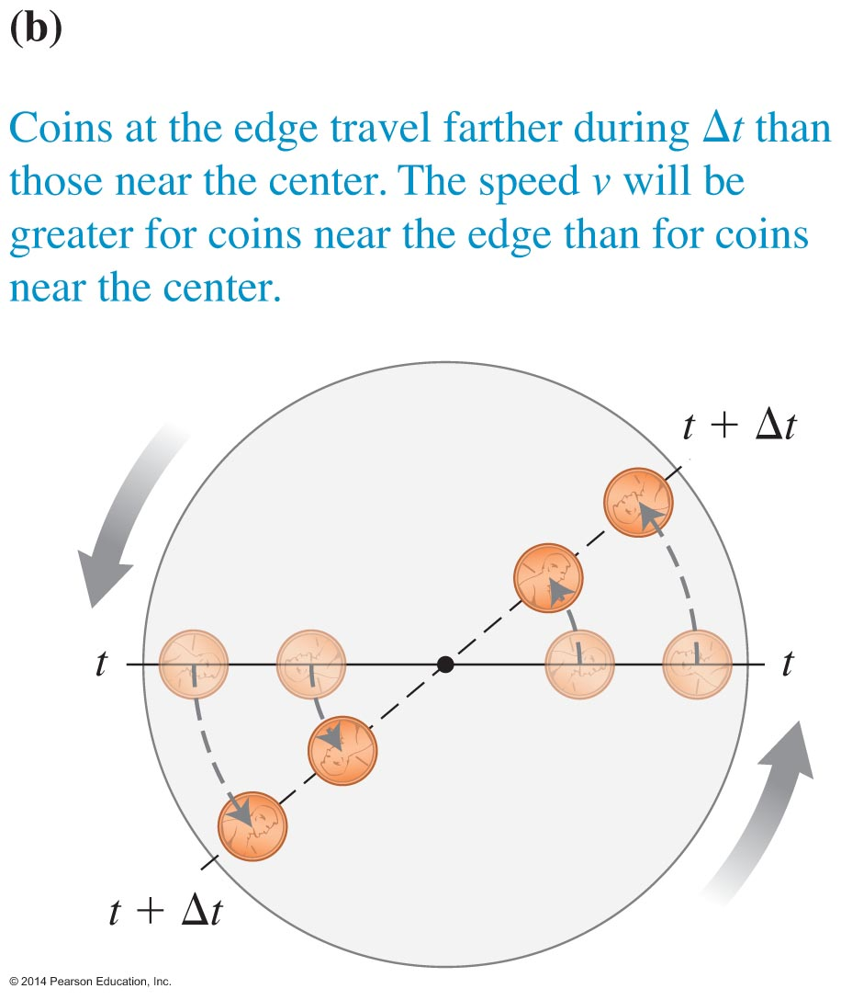 (b)
Coins at the edge travel farther during Δt than
those near the center. The speed v will be
greater for coins near the edge than for coins
near the center.
t + Δt
t
t
t + Δt
© 2014 Pearson Education, Inc.